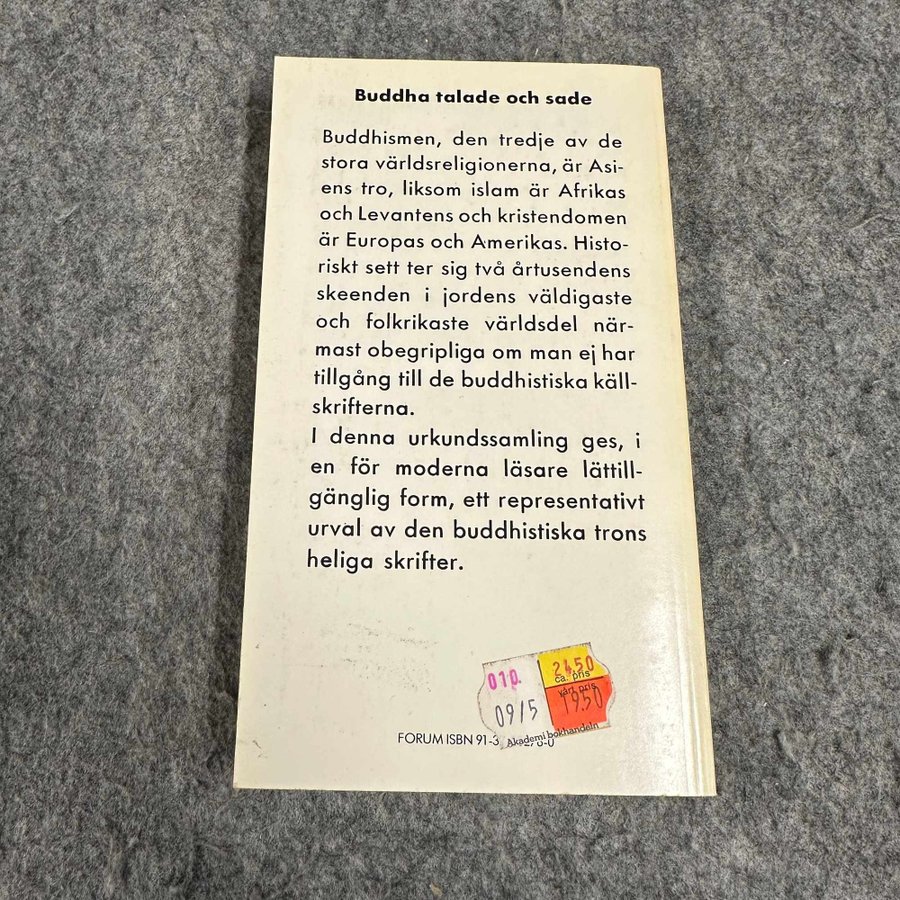 Buddha talade och sade
Buddhismen, den tredje av de
stora världsreligionerna, är Asi-
ens tro, liksom islam är Afrikas
och Levantens och kristendomen
är Europas och Amerikas. Histo-
riskt sett ter sig två årtusendens
skeenden i jordens väldigaste
och folkrikaste världsdel när-
mast obegripliga om man ej har
tillgång till de buddhistiska käll-
skrifterna.
I denna urkundssamling ges, i
en för moderna läsare lättill-
gänglig form, ett representativt
urval av den buddhistiska trons
heliga skrifter.
010.
2450
ca. pris
vårt pris
1950
09/5
Akademibokhandeln
FORUM ISBN 91-3